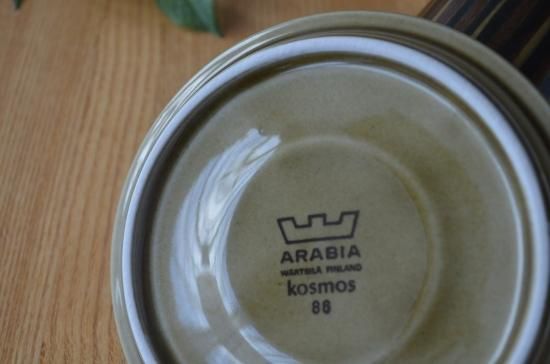 ARABIA
WÄRTSILÄ FINLAND
kosmos
86